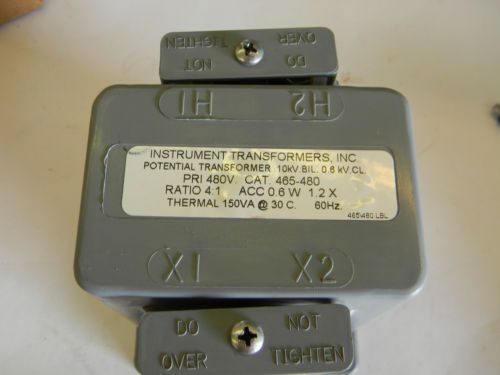 DO NOT
OVER TIGHTEN
H1 H2
INSTRUMENT TRANSFORMERS, INC.
POTENTIAL TRANSFORMER 10kV.BIL. 0.6 kV.CL.
PRI 480V. CAT. 465-480
RATIO 4:1 ACC 0.6 W 1.2 X
THERMAL 150VA @ 30 C. 60Hz.
465\480 LBL
X1 X2
DO NOT
OVER TIGHTEN